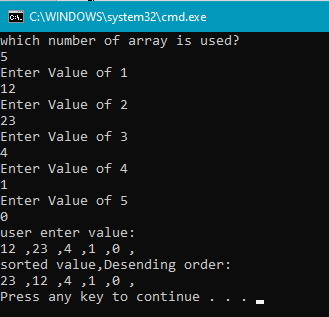 C:\WINDOWS\system32\cmd.exe
which number of array is used?
5
Enter Value of 1
12
Enter Value of 2
23
Enter Value of 3
4
Enter Value of 4
1
Enter Value of 5
0
user enter value:
12 ,23 ,4 ,1 ,0 ,
sorted value,Desending order:
23 ,12 ,4 ,1 ,0 ,
Press any key to continue . . .